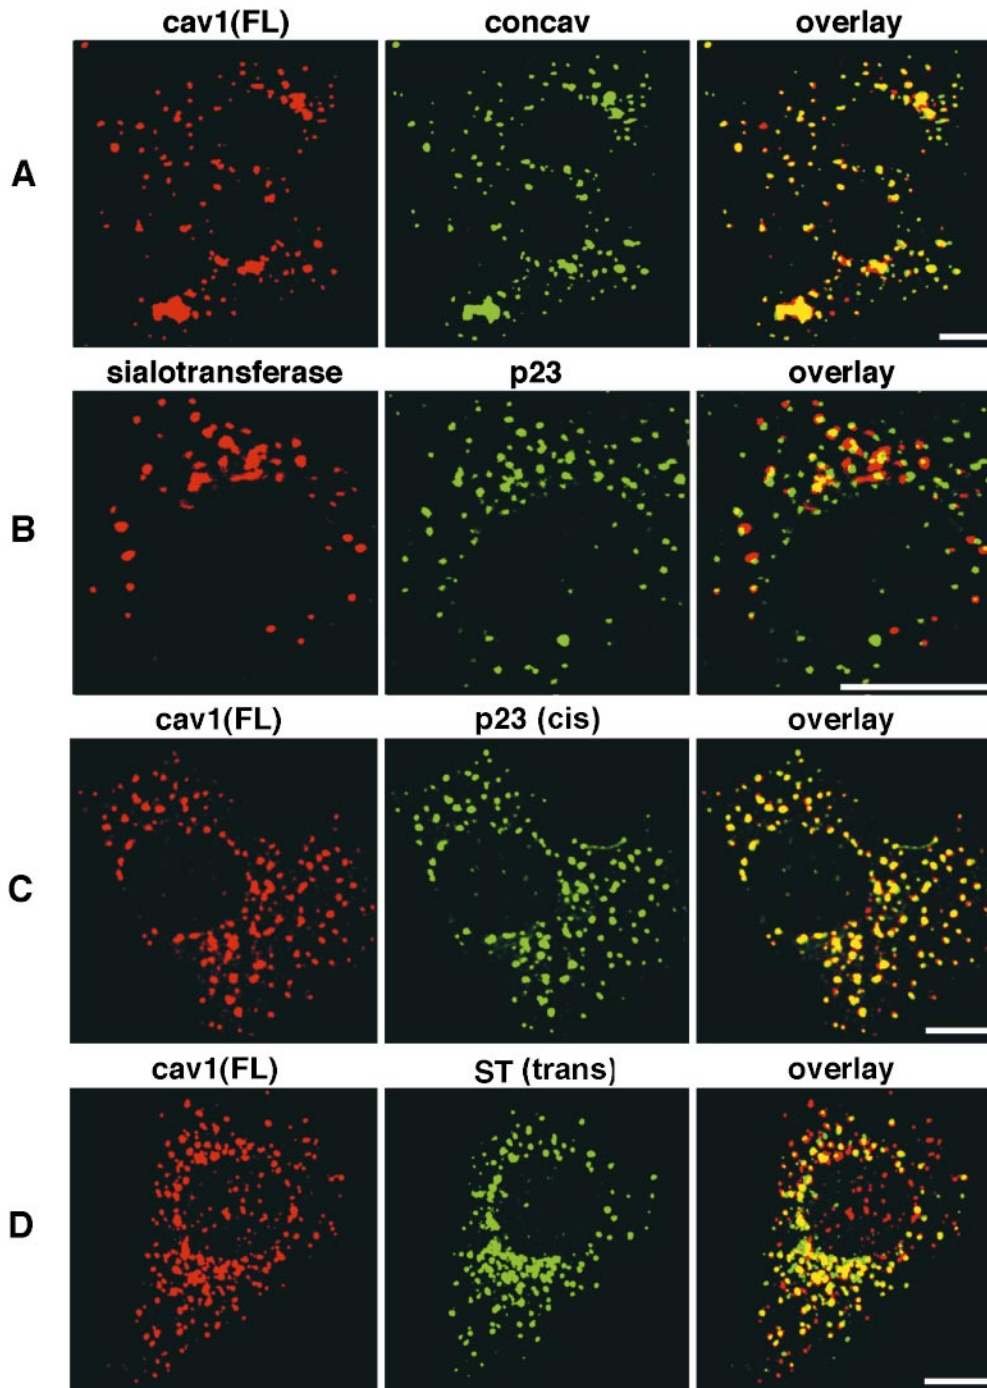 cav1(FL) concav overlay
A
sialotransferase p23 overlay
B
cav1(FL) p23 (cis) overlay
C
cav1(FL) ST (trans) overlay
D